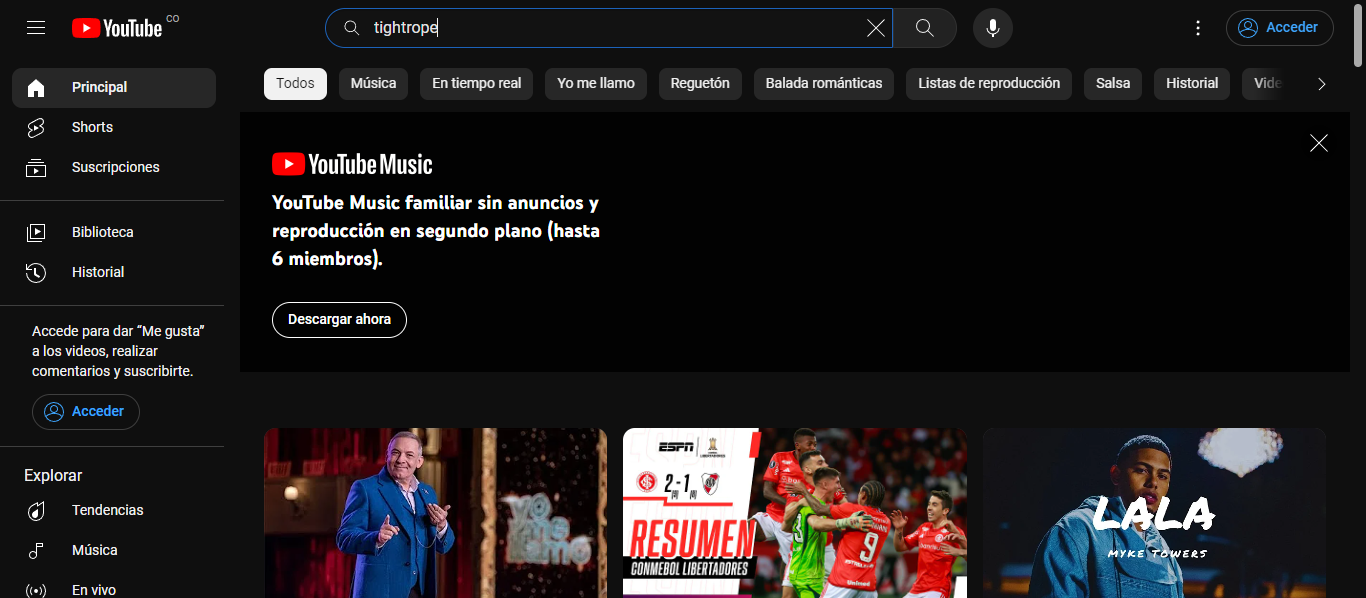 YouTube CO
tightrope
Acceder
Principal
Shorts
Suscripciones
Biblioteca
Historial
Accede para dar “Me gusta”
a los videos, realizar
comentarios y suscribirte.
Acceder
Explorar
Tendencias
Música
En vivo
Todos
Música
En tiempo real
Yo me llamo
Reguetón
Balada románticas
Listas de reproducción
Salsa
Historial
Vide
YouTube Music
YouTube Music familiar sin anuncios y
reproducción en segundo plano (hasta
6 miembros).
Descargar ahora
yo
me
llamo
ESPN
LIBERTADORES
2-1
RESUMEN
CONMEBOL LIBERTADORES
9
Unimed
LALA
MYKE TOWERS